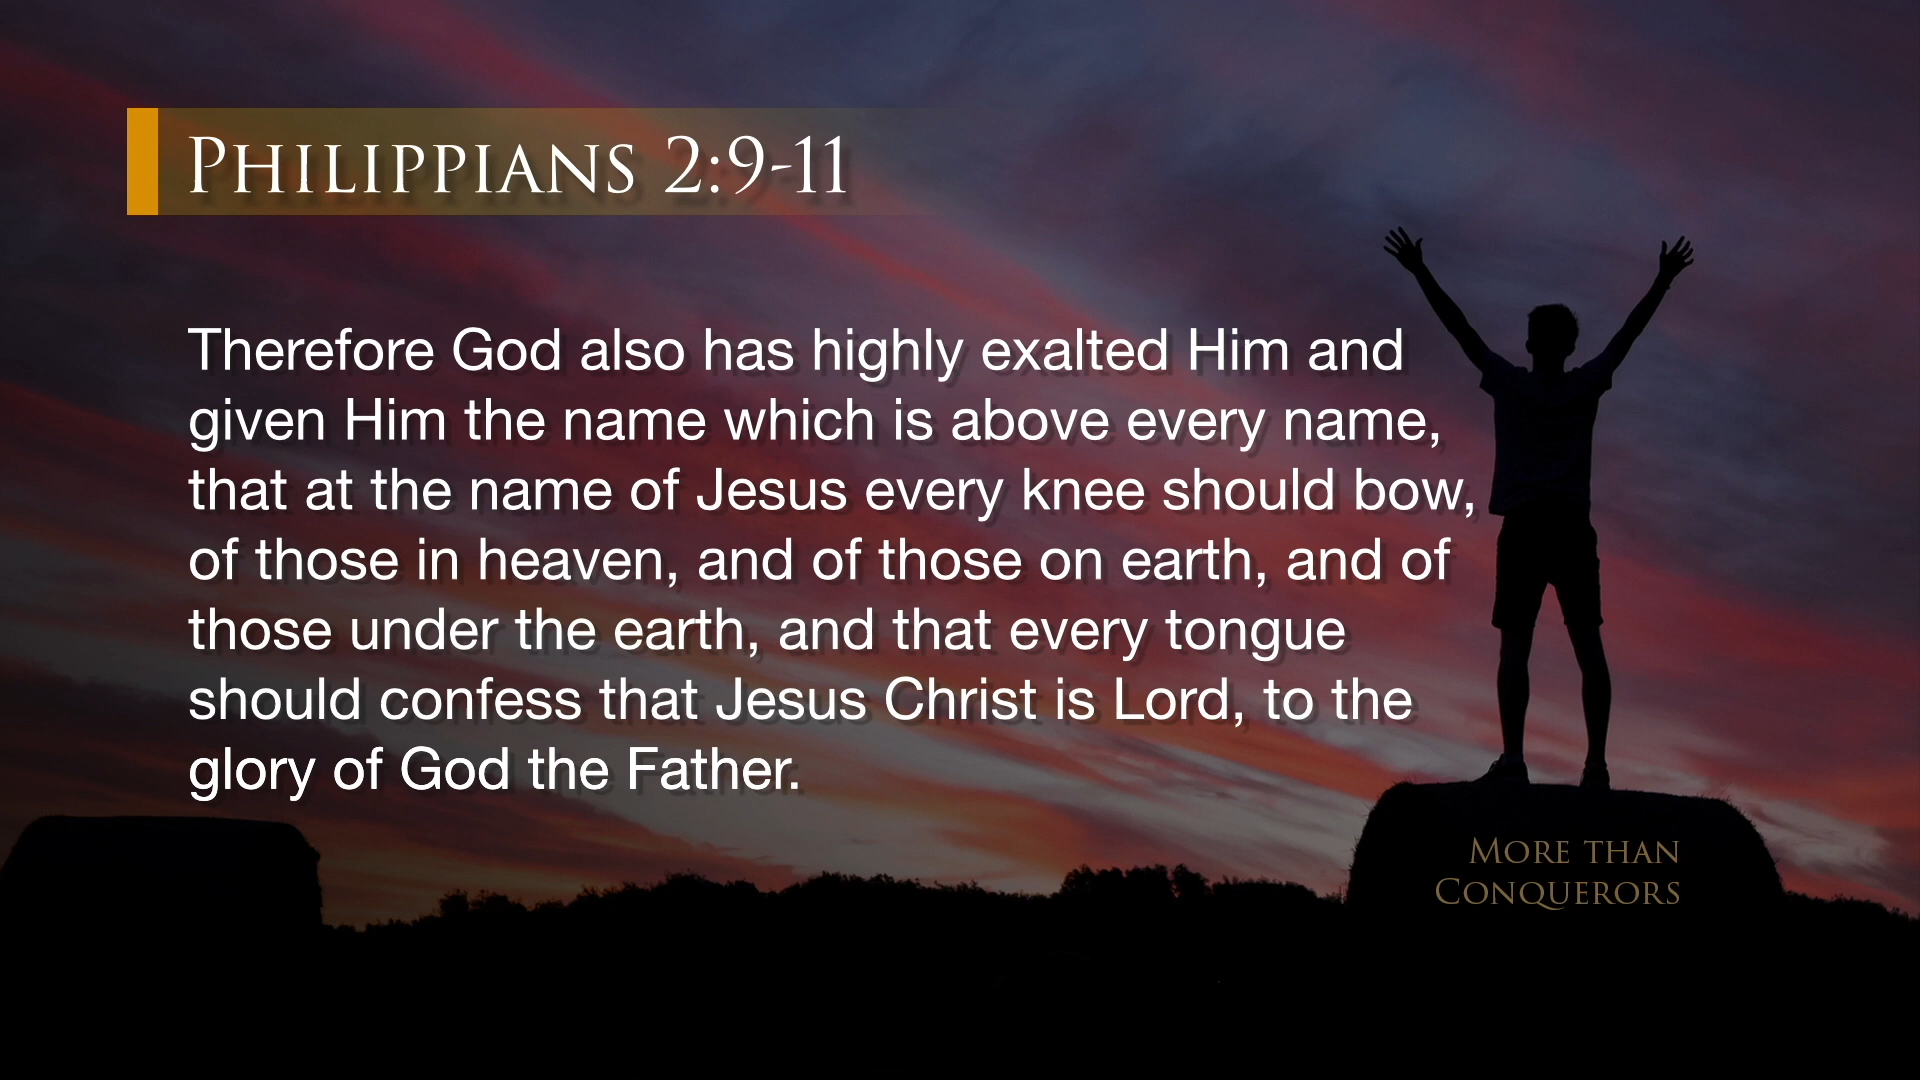 Philippians 2:9-11
Therefore God also has highly exalted Him and
given Him the name which is above every name,
that at the name of Jesus every knee should bow,
of those in heaven, and of those on earth, and of
those under the earth, and that every tongue
should confess that Jesus Christ is Lord, to the
glory of God the Father.
More than
Conquerors